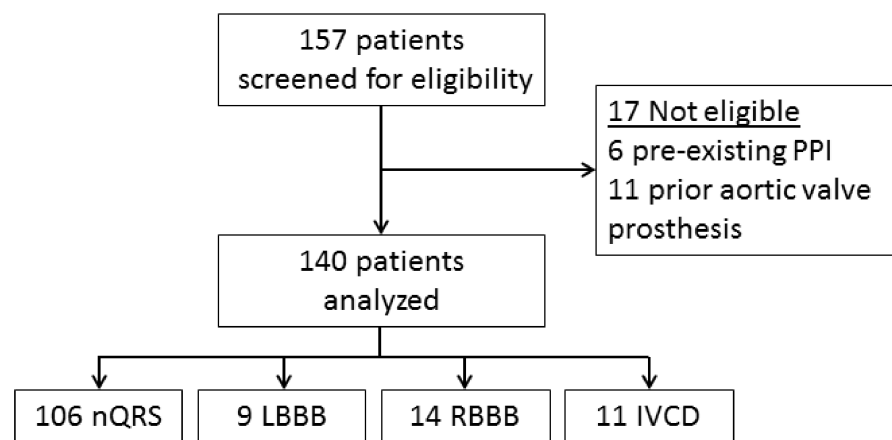 157 patients
screened for eligibility
17 Not eligible
6 pre-existing PPI
11 prior aortic valve
prosthesis
140 patients
analyzed
106 nQRS
9 LBBB
14 RBBB
11 IVCD